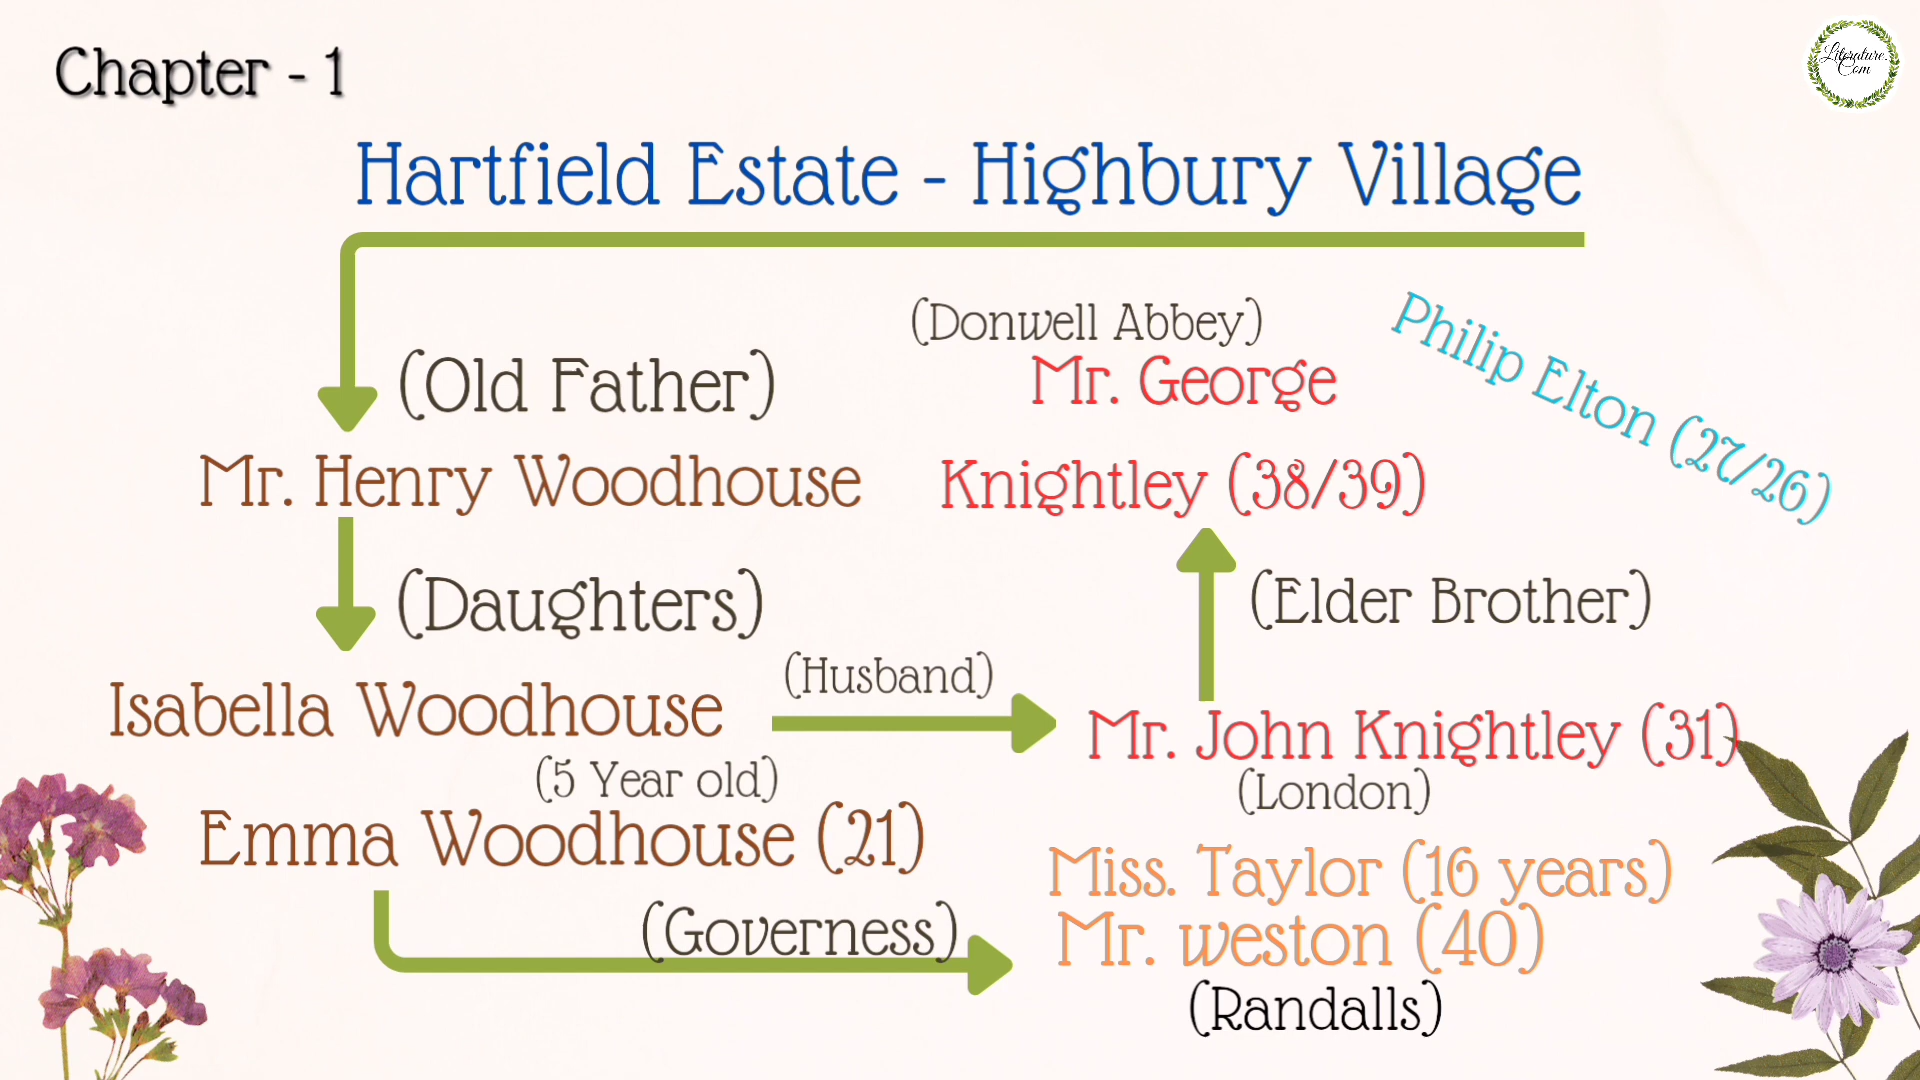 Chapter - 1
Literature.
Com
Hartfield Estate - Highbury Village
(Donwell Abbey)
Philip Elton (27/26)
(Old Father)
Mr. George
Mr. Henry Woodhouse
Knightley (38/39)
(Daughters)
(Elder Brother)
(Husband)
Isabella Woodhouse
Mr. John Knightley (31)
(5 Year old)
(London)
Emma Woodhouse (21)
Miss. Taylor (16 years)
(Governess)
Mr. weston (40)
(Randalls)